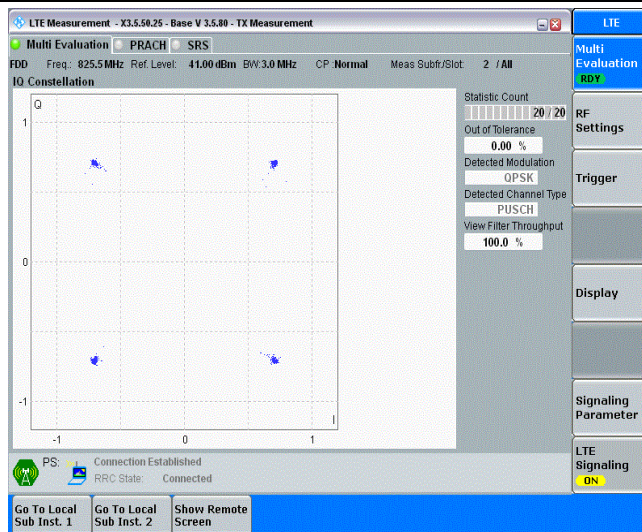 LTE Measurement - X3.5.50.25 - Base V 3.5.80 - TX Measurement
LTE
Multi Evaluation PRACH SRS
Multi
Evaluation
RDY
FDD Freq.: 825.5 MHz Ref. Level: 41.00 dBm BW: 3.0 MHz CP : Normal Meas Subfr./Slot: 2 / All
IQ Constellation
Q
1
0
-1
-1 0 1
I
Statistic Count
20 / 20
Out of Tolerance
0.00 %
Detected Modulation
QPSK
Detected Channel Type
PUSCH
View Filter Throughput
100.0 %
RF
Settings
Trigger
Display
Signaling
Parameter
LTE
Signaling
ON
PS: Connection Established
RRC State: Connected
Go To Local
Sub Inst. 1
Go To Local
Sub Inst. 2
Show Remote
Screen